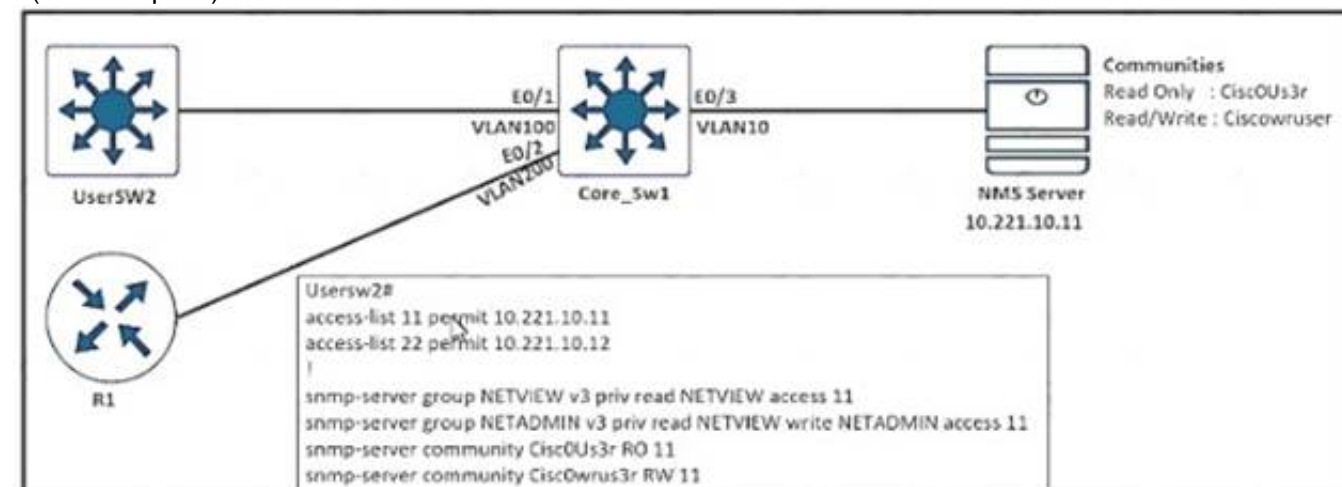 E0/1
E0/3
VLAN100
VLAN10
E0/2
VLAN200
UserSW2
Core_Sw1
Communities
Read Only : Cisc0Us3r
Read/Write : Ciscowruser
NMS Server
10.221.10.11
R1
Usersw2#
access-list 11 permit 10.221.10.11
access-list 22 permit 10.221.10.12
!
snmp-server group NETVIEW v3 priv read NETVIEW access 11
snmp-server group NETADMIN v3 priv read NETVIEW write NETADMIN access 11
snmp-server community Cisc0Us3r RO 11
snmp-server community Cisc0wrus3r RW 11